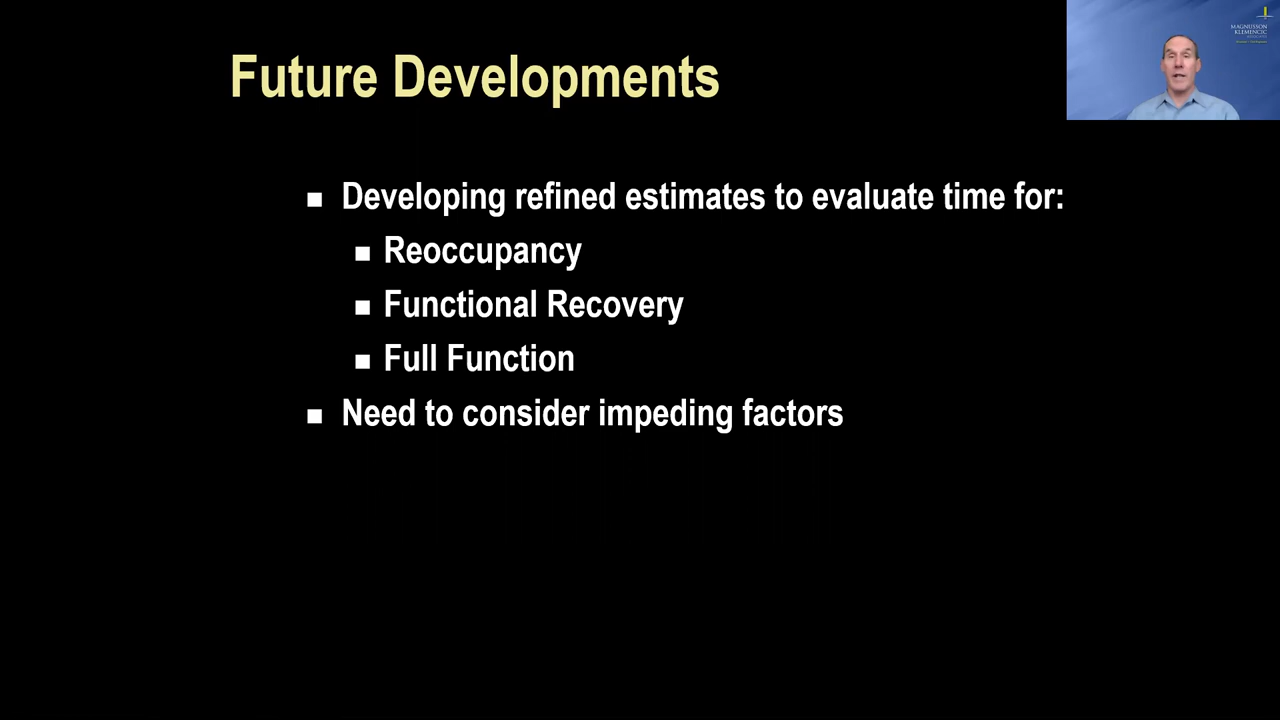 Future Developments
MAGNUSSON
KLEMENCIC
■ Developing refined estimates to evaluate time for:
■ Reoccupancy
■ Functional Recovery
■ Full Function
■ Need to consider impeding factors